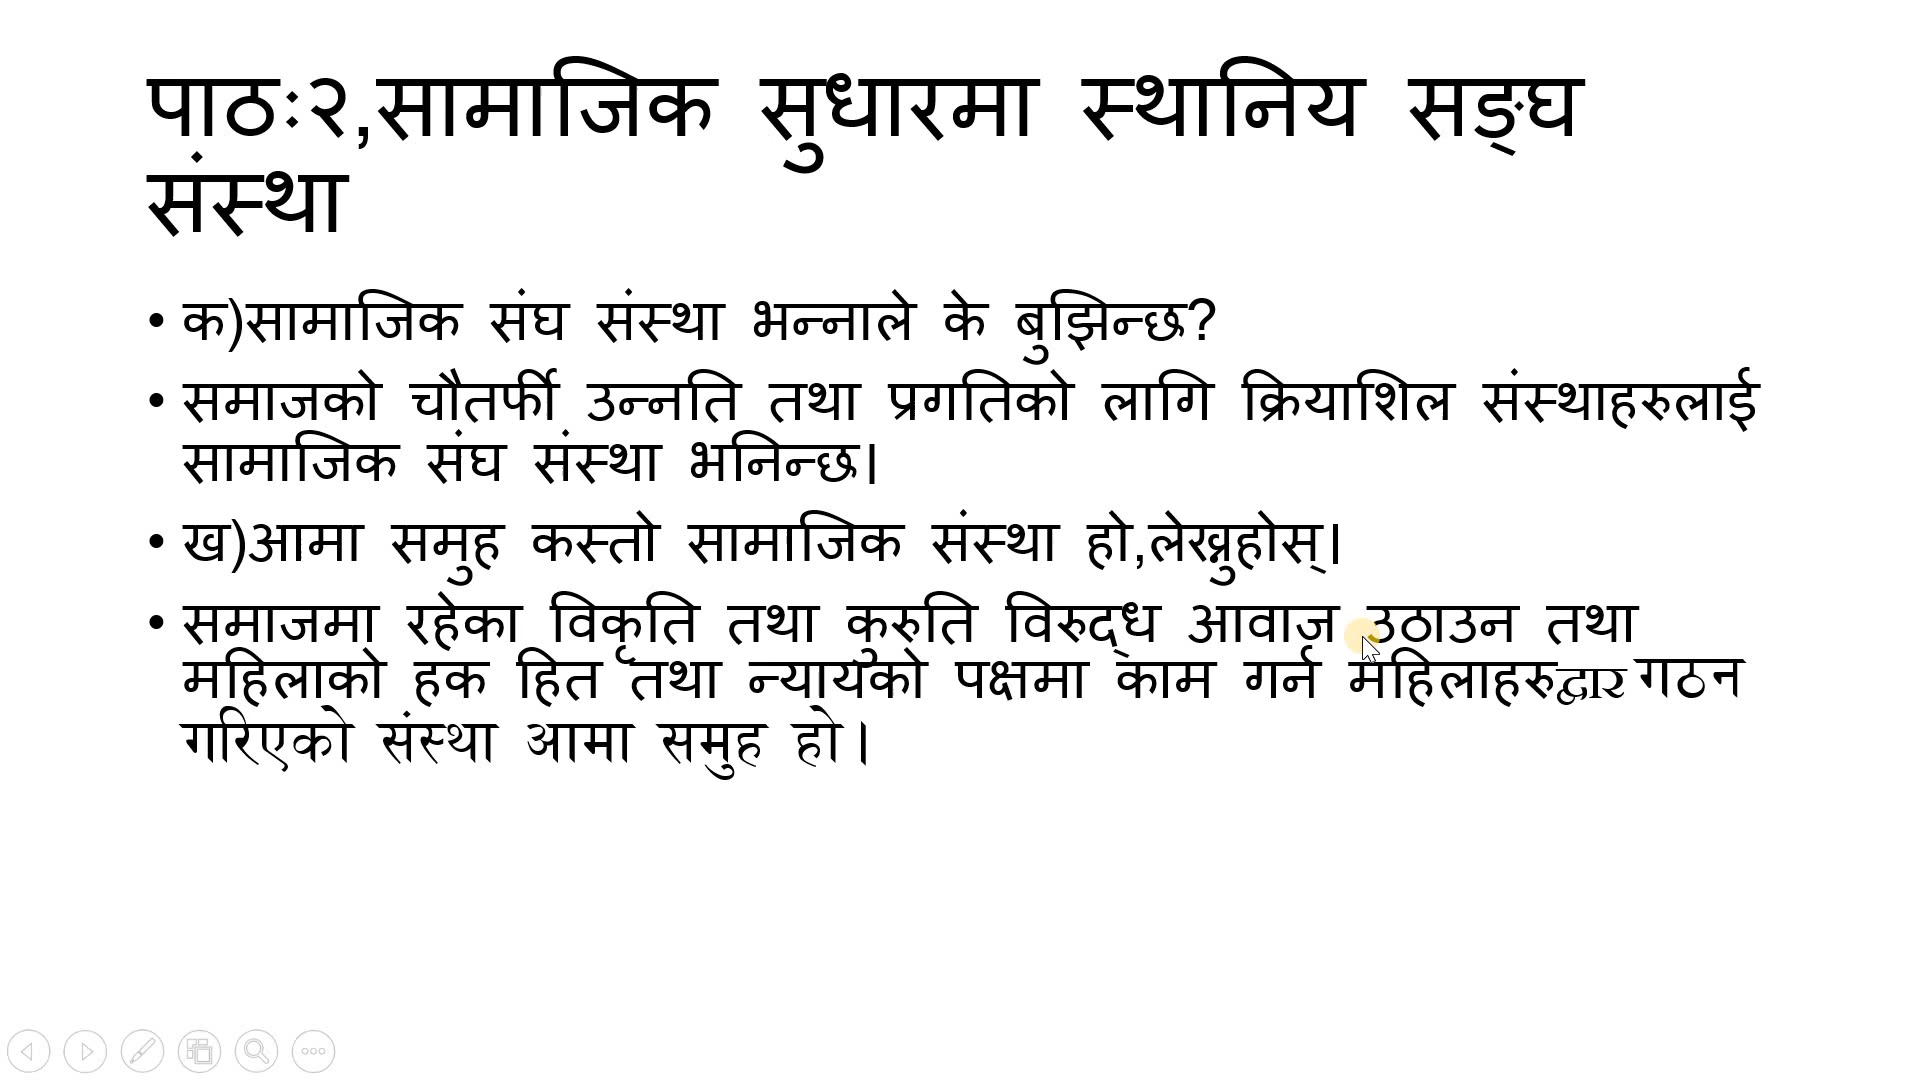 पाठः२,सामाजिक सुधारमा स्थानिय सङ्घ
संस्था
• क)सामाजिक संघ संस्था भन्नाले के बुझिन्छ?
• समाजको चौतर्फी उन्नति तथा प्रगतिको लागि क्रियाशिल संस्थाहरुलाई
सामाजिक संघ संस्था भनिन्छ।
• ख)आमा समुह कस्तो सामाजिक संस्था हो,लेख्नुहोस्।
• समाजमा रहेका विकृति तथा कुरुति विरुद्ध आवाज उठाउन तथा
महिलाको हक हित तथा न्यायको पक्षमा काम गर्न महिलाहरुद्वार गठन
गरिएको संस्था आमा समुह हो।